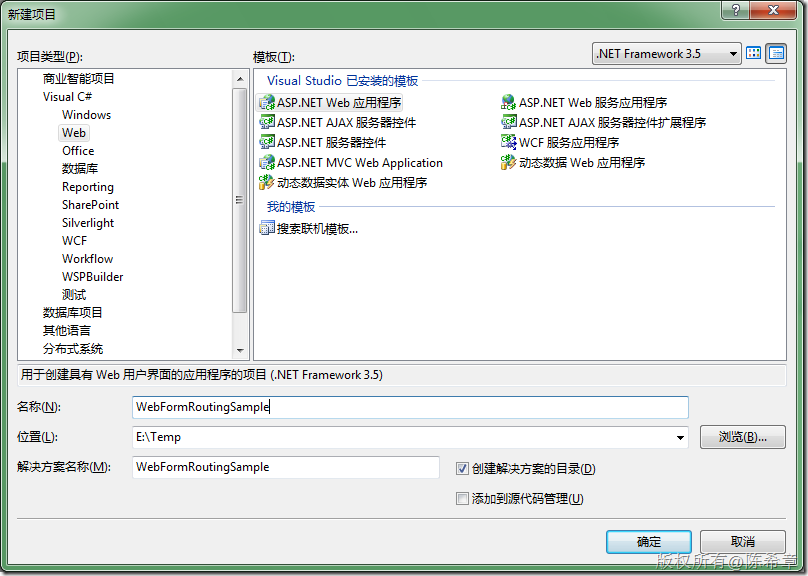 新建项目
项目类型(P):
商业智能项目
Visual C#
Windows
Web
Office
数据库
Reporting
SharePoint
Silverlight
WCF
Workflow
WSPBuilder
测试
数据库项目
其他语言
分布式系统
模板(T):
.NET Framework 3.5
Visual Studio 已安装的模板
ASP.NET Web 应用程序
ASP.NET Web 服务应用程序
ASP.NET AJAX 服务器控件
ASP.NET AJAX 服务器控件扩展程序
ASP.NET 服务器控件
WCF 服务应用程序
ASP.NET MVC Web Application
动态数据 Web 应用程序
动态数据实体 Web 应用程序
我的模板
搜索联机模板...
用于创建具有 Web 用户界面的应用程序的项目 (.NET Framework 3.5)
名称(N):
WebFormRoutingSample
位置(L):
E:\Temp
浏览(B)...
解决方案名称(M):
WebFormRoutingSample
创建解决方案的目录(D)
添加到源代码管理(U)
确定
取消
版权所有@陈希章